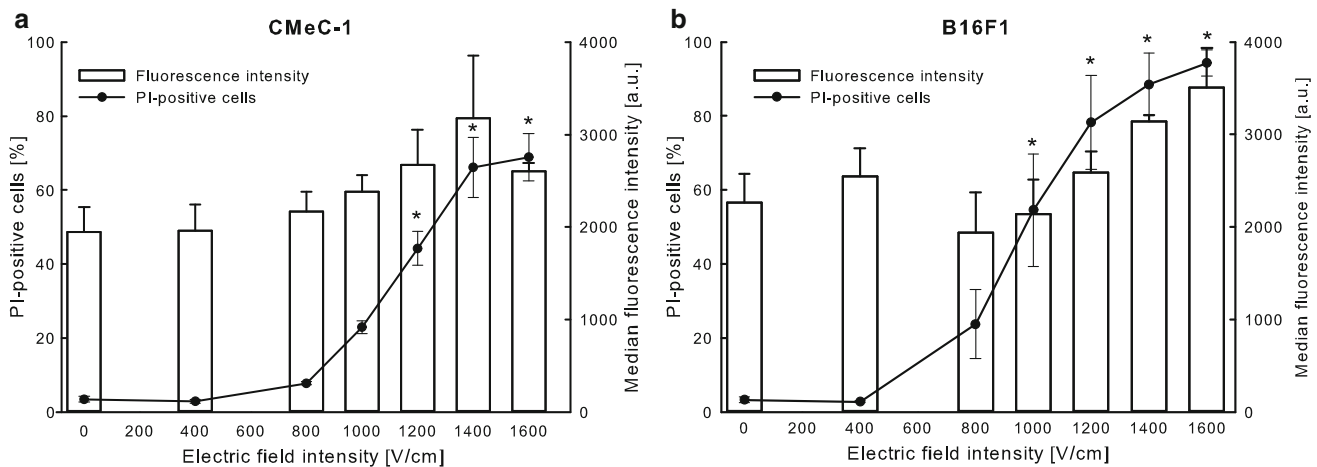 a
CMeC-1
Fluorescence intensity
PI-positive cells
PI-positive cells [%]
100
80
60
40
20
0
4000
3000
2000
1000
0
Median fluorescence intensity [a.u.]
* * *
0 200 400 600 800 1000 1200 1400 1600
Electric field intensity [V/cm]
b
B16F1
Fluorescence intensity
PI-positive cells
PI-positive cells [%]
100
80
60
40
20
0
4000
3000
2000
1000
0
Median fluorescence intensity [a.u.]
* * * *
0 200 400 600 800 1000 1200 1400 1600
Electric field intensity [V/cm]